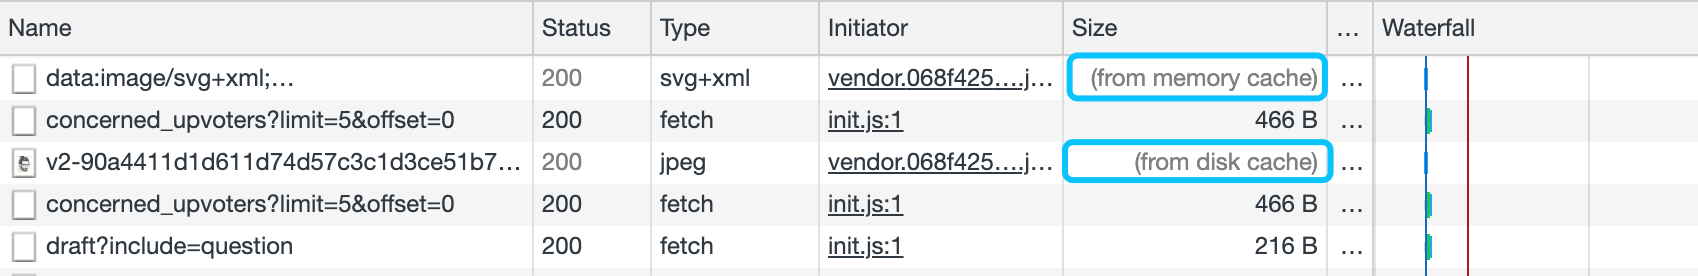 Name Status Type Initiator Size ... Waterfall
data:image/svg+xml;... 200 svg+xml vendor.068f425....j... (from memory cache) ...
concerned_upvoters?limit=5&offset=0 200 fetch init.js:1 466 B ...
v2-90a4411d1d611d74d57c3c1d3ce51b7... 200 jpeg vendor.068f425....j... (from disk cache) ...
concerned_upvoters?limit=5&offset=0 200 fetch init.js:1 466 B ...
draft?include=question 200 fetch init.js:1 216 B ...